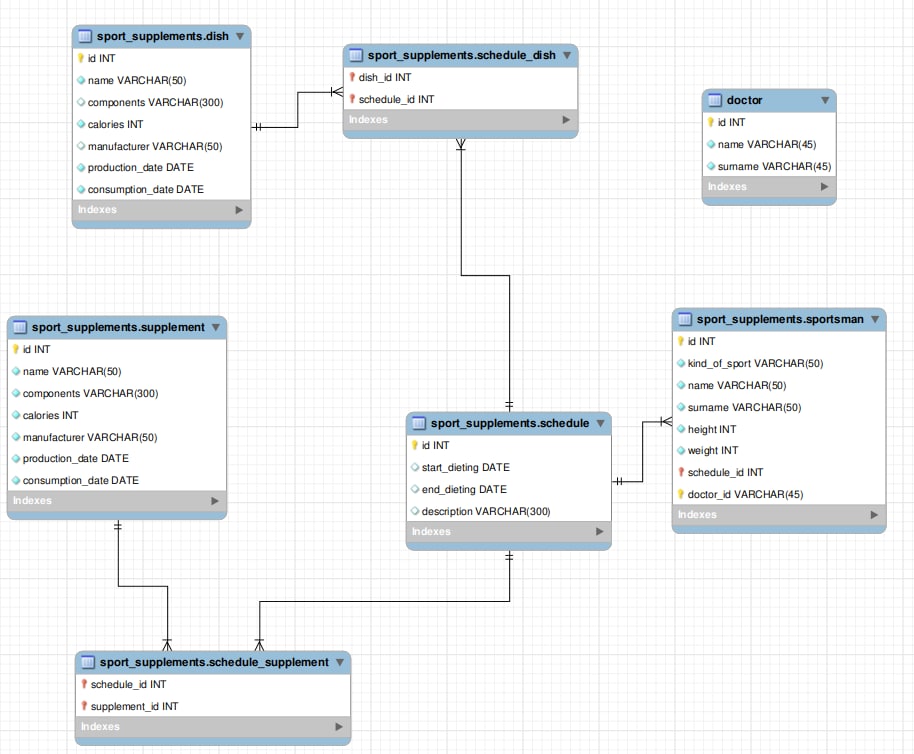 sport_supplements.dish
id INT
name VARCHAR(50)
components VARCHAR(300)
calories INT
manufacturer VARCHAR(50)
production_date DATE
consumption_date DATE
Indexes
sport_supplements.schedule_dish
dish_id INT
schedule_id INT
Indexes
doctor
id INT
name VARCHAR(45)
surname VARCHAR(45)
Indexes
sport_supplements.supplement
id INT
name VARCHAR(50)
components VARCHAR(300)
calories INT
manufacturer VARCHAR(50)
production_date DATE
consumption_date DATE
Indexes
sport_supplements.schedule
id INT
start_dieting DATE
end_dieting DATE
description VARCHAR(300)
Indexes
sport_supplements.sportsman
id INT
kind_of_sport VARCHAR(50)
name VARCHAR(50)
surname VARCHAR(50)
height INT
weight INT
schedule_id INT
doctor_id VARCHAR(45)
Indexes
sport_supplements.schedule_supplement
schedule_id INT
supplement_id INT
Indexes